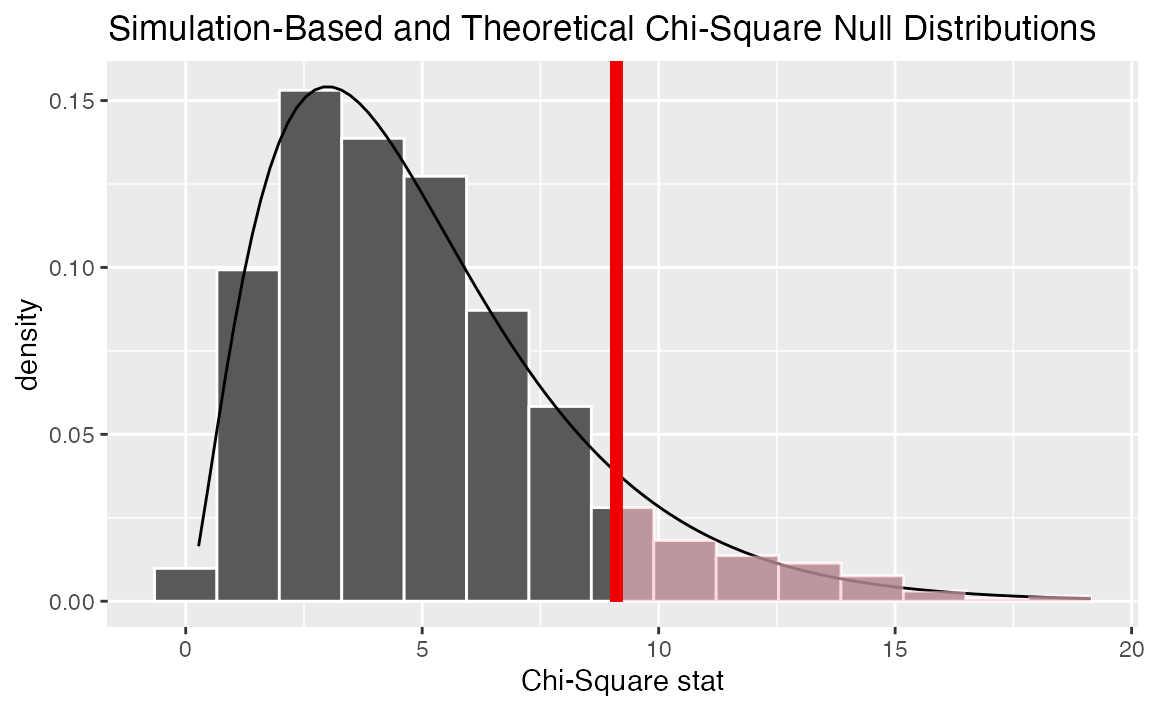 Simulation-Based and Theoretical Chi-Square Null Distributions
0.15
0.10
0.05
0.00
density
0 5 10 15 20
Chi-Square stat